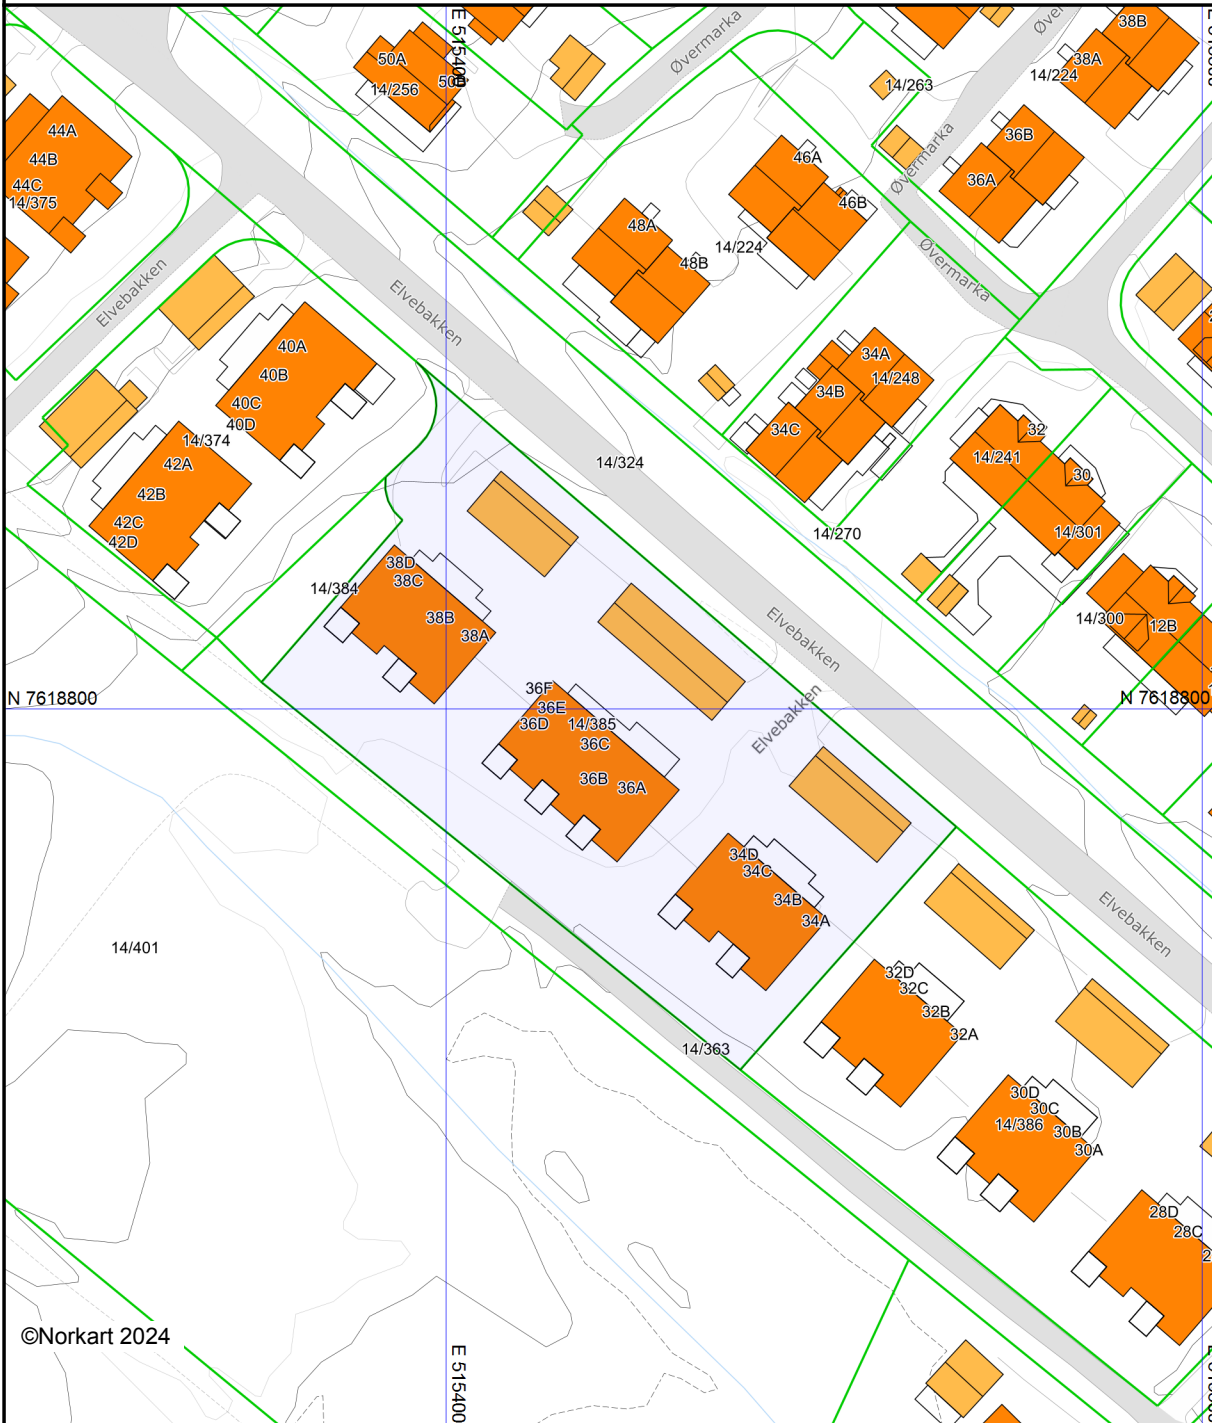 38B
E 515400
Øvermarka
50A
38A
14/224
50B
14/263
14/256
44A
36B
Øvermarka
44B
46A
36A
44C
14/375
46B
48A
14/224
Øvermarka
48B
Elvebakken
Elvebakken
40A
34A
40B
14/248
34B
40C
40D
34C
32
14/374
14/241
42A
14/324
30
42B
42C
14/270
14/301
42D
38D
38C
14/384
38B
14/300
12B
38A
Elvebakken
36F
N 7618800
N 7618800
36E
36D
14/385
Elvebakken
36C
36B
36A
34D
34C
34B
34A
Elvebakken
14/401
32D
32C
32B
32A
14/363
30D
30C
14/386
30B
30A
28D
28C
©Norkart 2024
E 515400